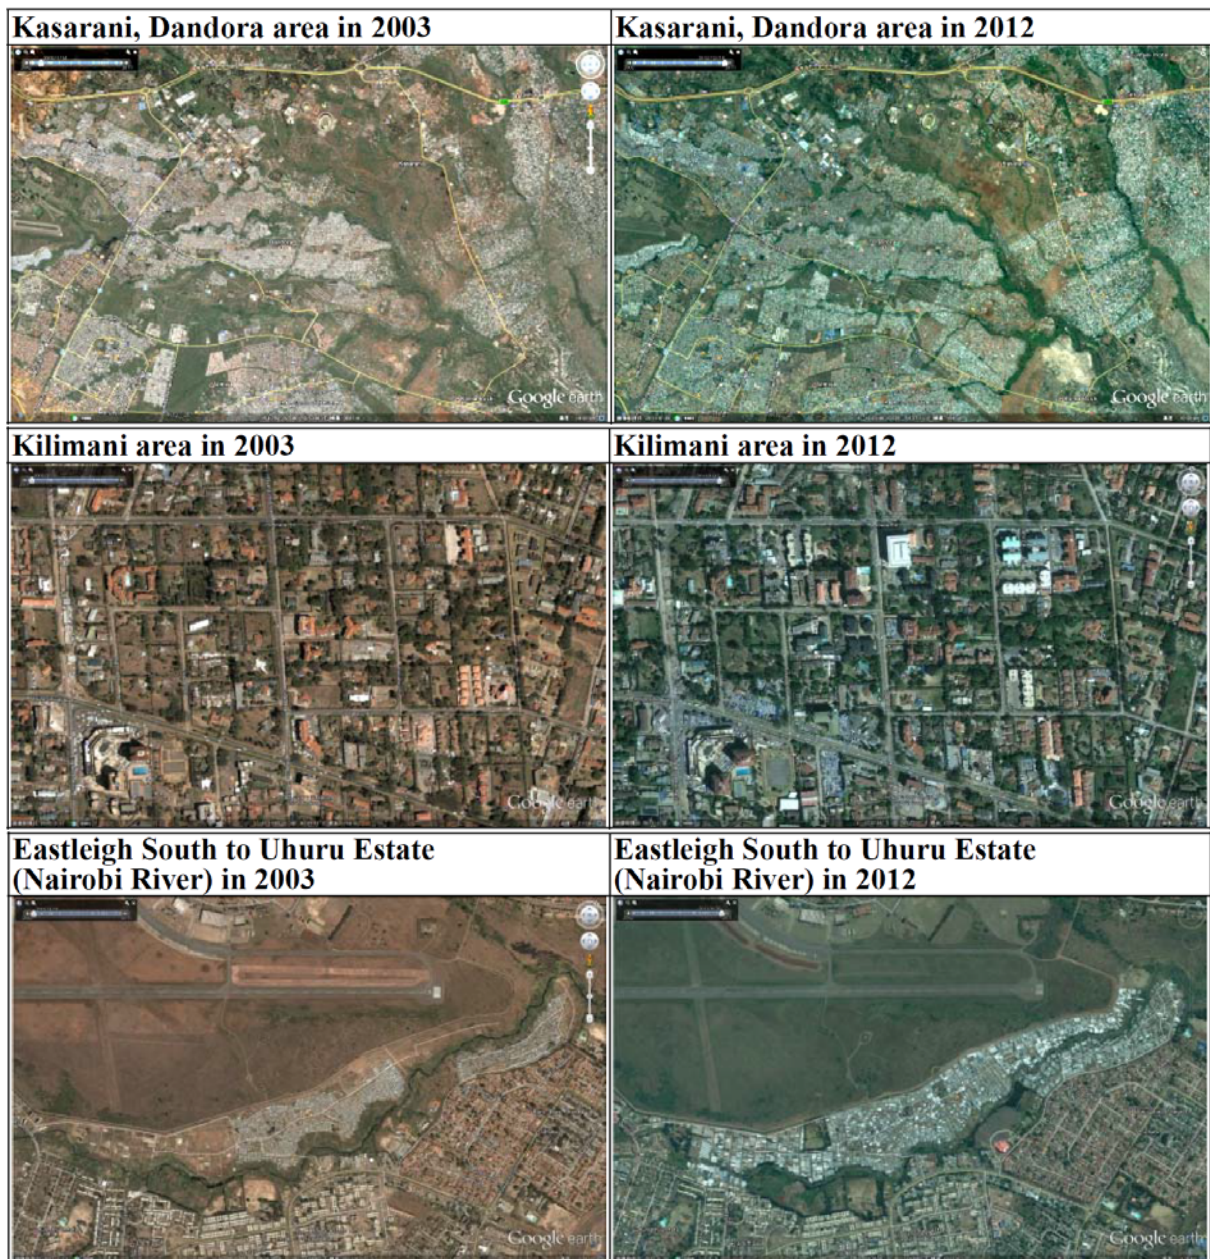 Kasarani, Dandora area in 2003
Kasarani, Dandora area in 2012
Google earth
Google earth
Kilimani area in 2003
Kilimani area in 2012
Google earth
Google earth
Eastleigh South to Uhuru Estate
(Nairobi River) in 2003
Eastleigh South to Uhuru Estate
(Nairobi River) in 2012
Google earth
Google earth